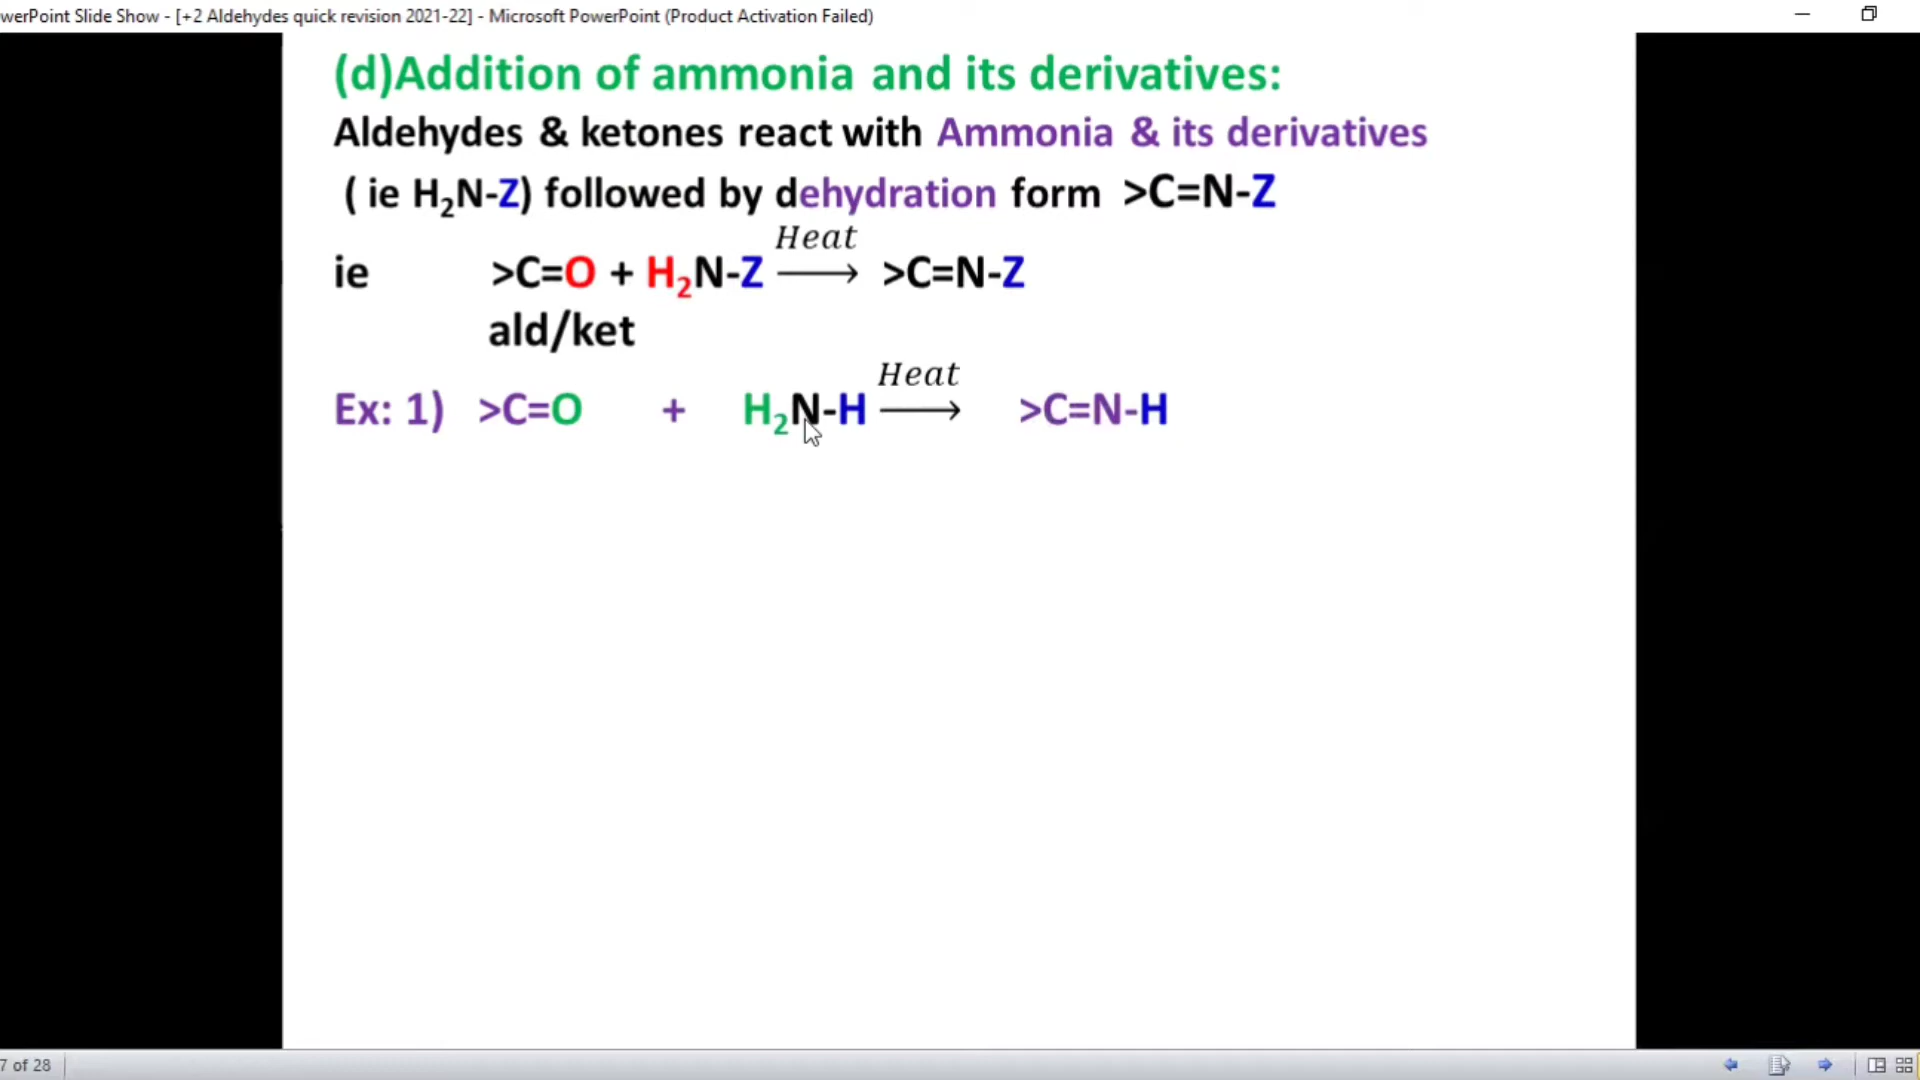 werPoint Slide Show - [+2 Aldehydes quick revision 2021-22] - Microsoft PowerPoint (Product Activation Failed)
(d)Addition of ammonia and its derivatives:
Aldehydes & ketones react with Ammonia & its derivatives
( ie H₂N-Z) followed by dehydration form >C=N-Z
ie >C=O + H₂N-Z Heat ⟶ >C=N-Z
ald/ket
Ex: 1) >C=O + H₂N-H Heat ⟶ >C=N-H
7 of 28